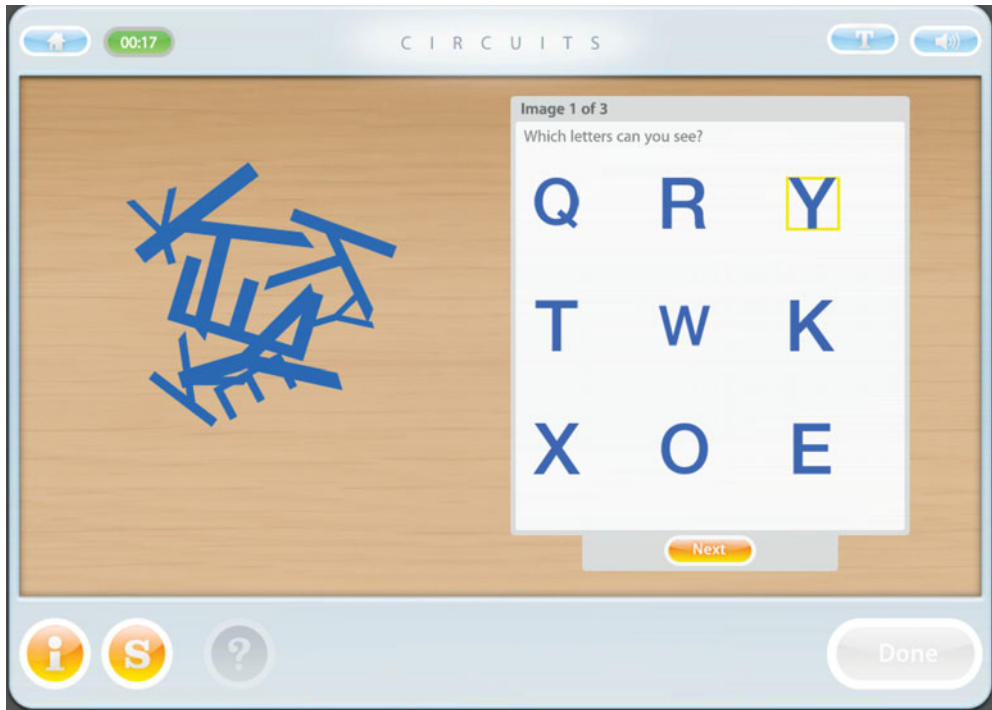 00:17
CIRCUITS
T
Image 1 of 3
Which letters can you see?
Q R Y
T W K
X O E
Next
i S ?
Done